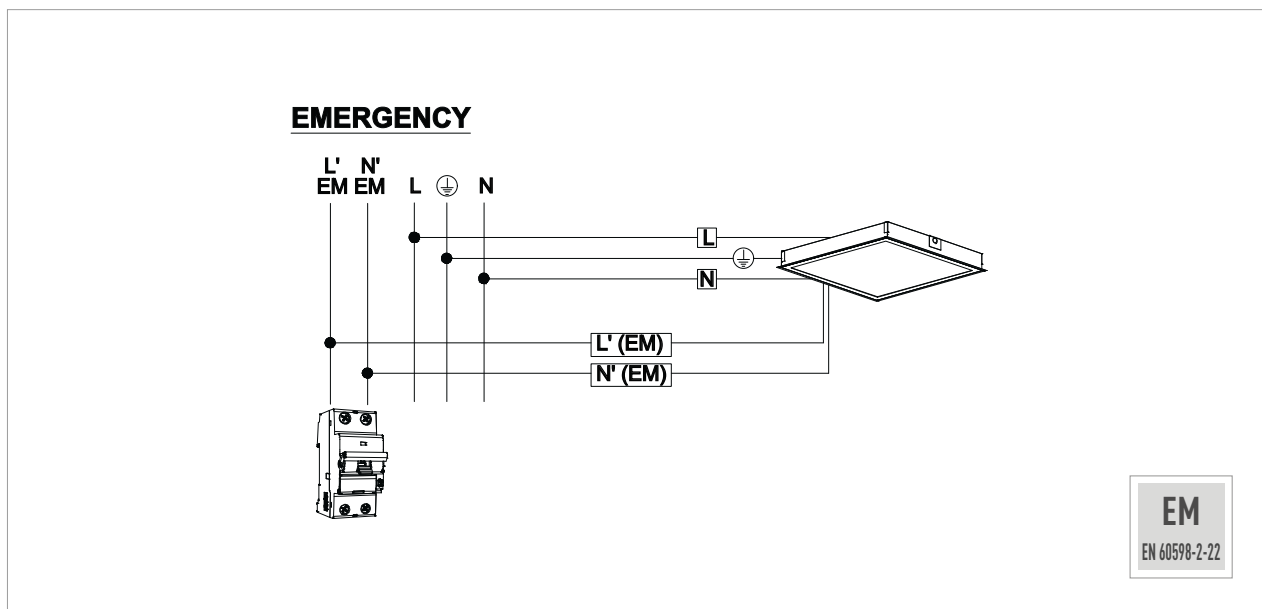 EMERGENCY
L' N'
EM EM L N
L
N
L' (EM)
N' (EM)
EM
EN 60598-2-22